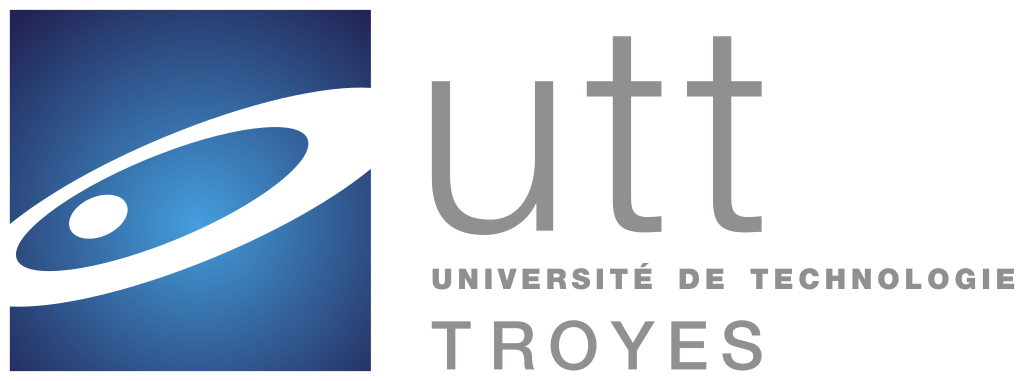 utt
UNIVERSITÉ DE TECHNOLOGIE
TROYES